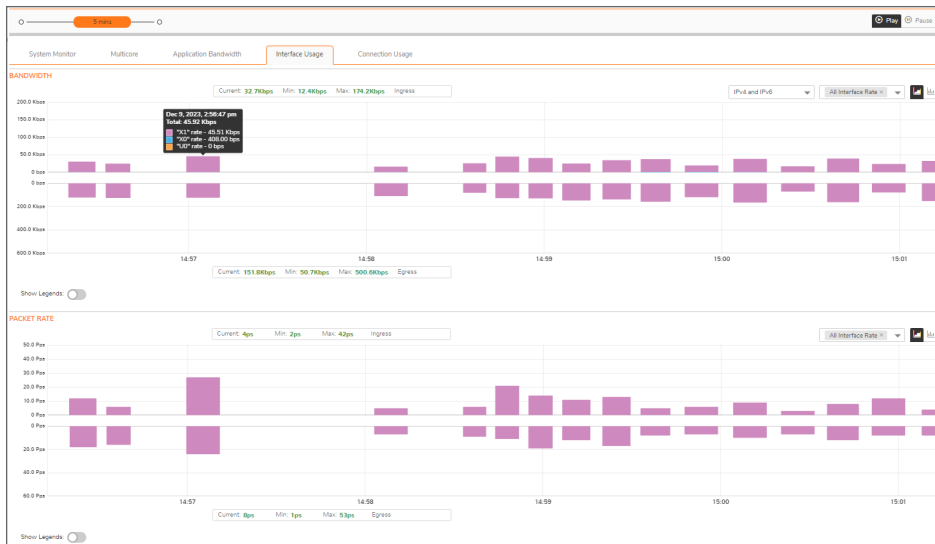 5 mins
Play Pause
System Monitor Multicore Application Bandwidth Interface Usage Connection Usage
BANDWIDTH
Current: 32.7Kbps Min: 12.4Kbps Max: 174.2Kbps Ingress
IPv4 and IPv6 All Interface Rate ×
200.0 Kbps
150.0 Kbps
100.0 Kbps
50.0 Kbps
0 bps
Dec 9, 2023, 2:56:47 pm
Total: 45.92 Kbps
"X1" rate - 45.51 Kbps
"X0" rate - 408.00 bps
"U0" rate - 0 bps
0 bps
200.0 Kbps
400.0 Kbps
600.0 Kbps
14:57 14:58 14:59 15:00 15:01
Current: 151.8Kbps Min: 50.7Kbps Max: 500.6Kbps Egress
Show Legends:
PACKET RATE
Current: 4ps Min: 2ps Max: 42ps Ingress
All Interface Rate ×
50.0 Pps
40.0 Pps
30.0 Pps
20.0 Pps
10.0 Pps
0 Pps
0 Pps
20.0 Pps
40.0 Pps
60.0 Pps
14:57 14:58 14:59 15:00 15:01
Current: 8ps Min: 1ps Max: 53ps Egress
Show Legends: